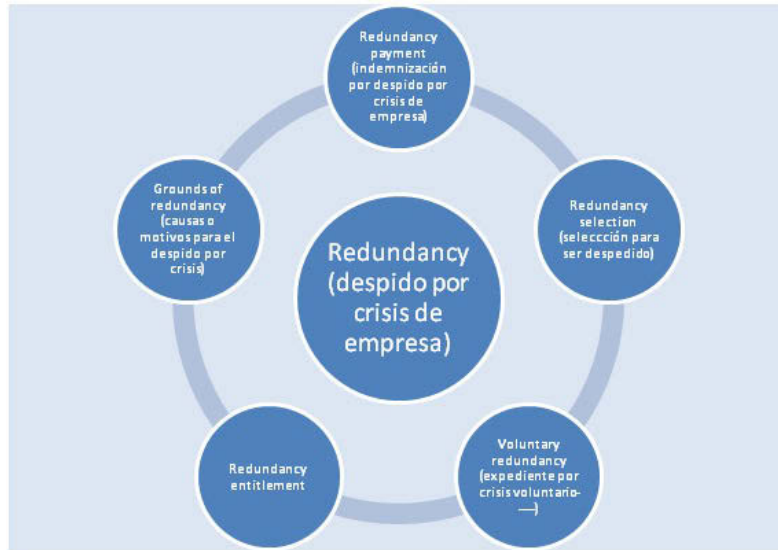 Redundancy
payment
(indemnización
por despido por
crisis de
empresa)
Redundancy
selection
(seleccción para
ser despedido)
Voluntary
redundancy
(expediente por
crisis voluntario-
—)
Redundancy
entitlement
Grounds of
redundancy
(causas o
motivos para el
despido por
crisis)
Redundancy
(despido por
crisis de
empresa)